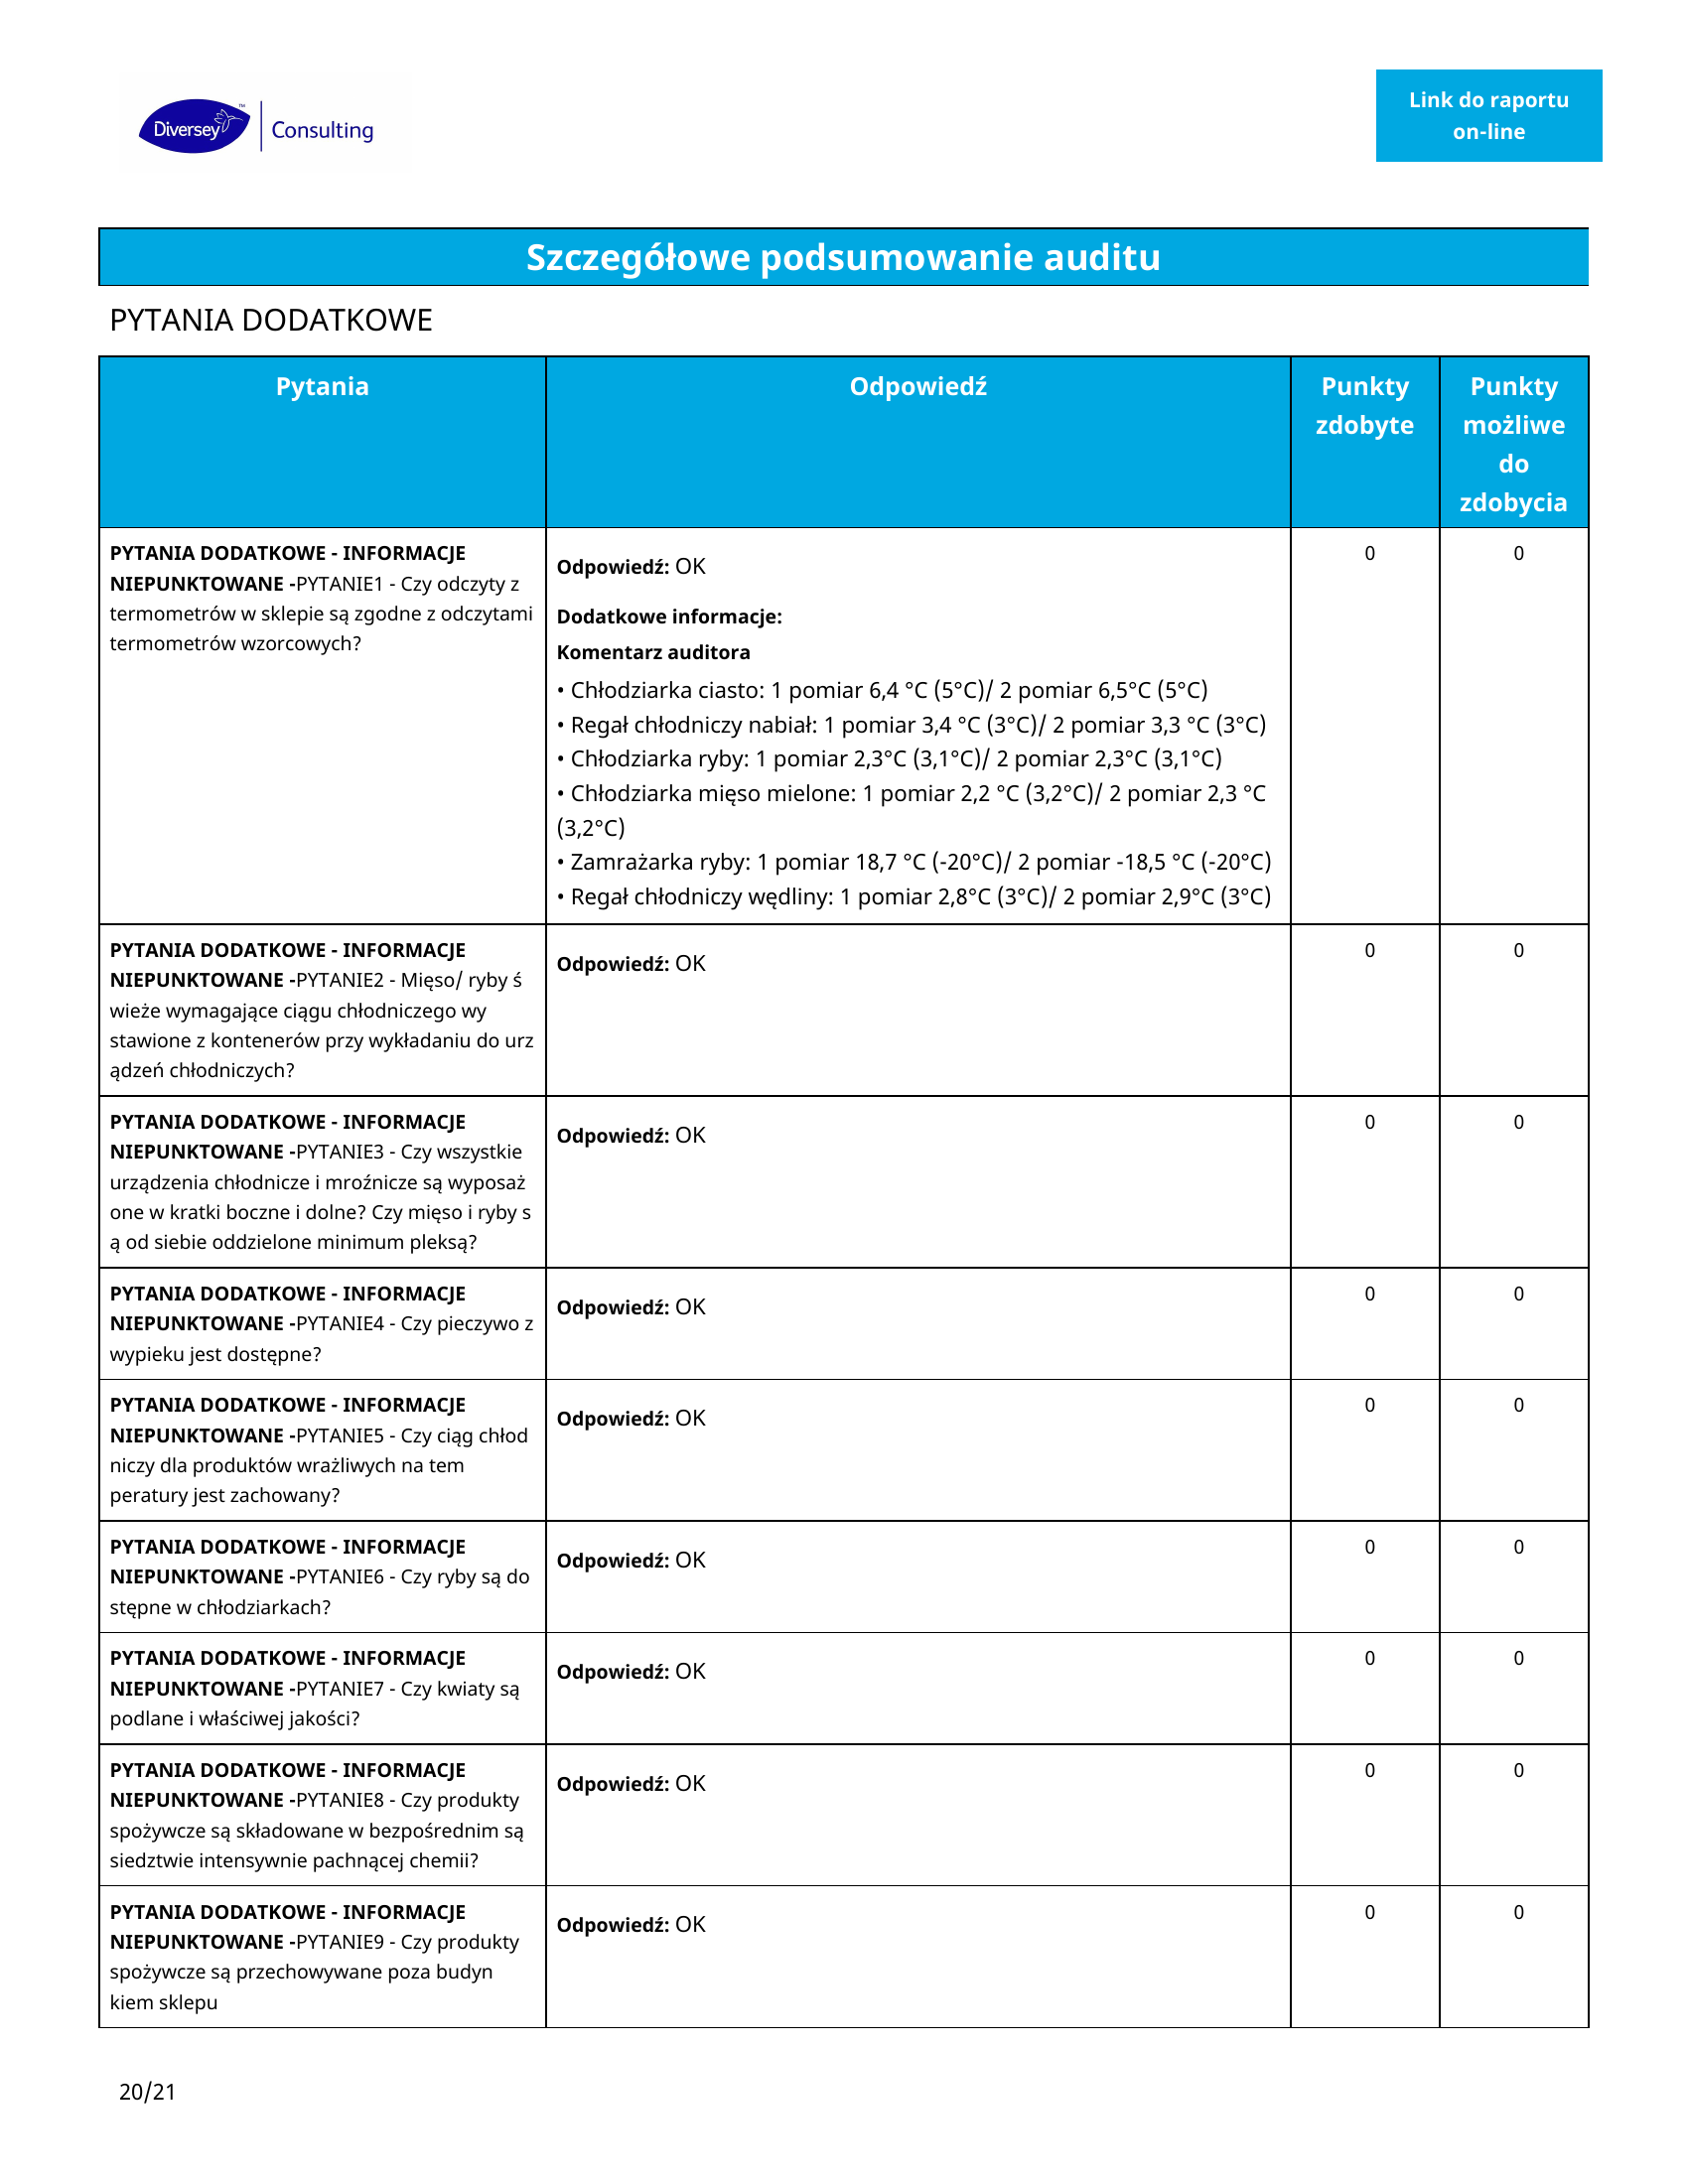 Diversey™ Consulting
Link do raportu
on-line
Szczegółowe podsumowanie auditu
PYTANIA DODATKOWE
Pytania
Odpowiedź
Punkty
zdobyte
Punkty
możliwe
do
zdobycia
PYTANIA DODATKOWE - INFORMACJE
NIEPUNKTOWANE -PYTANIE1 - Czy odczyty z
termometrów w sklepie są zgodne z odczytami
termometrów wzorcowych?
Odpowiedź: OK
Dodatkowe informacje:
Komentarz auditora
• Chłodziarka ciasto: 1 pomiar 6,4 °C (5°C)/ 2 pomiar 6,5°C (5°C)
• Regał chłodniczy nabiał: 1 pomiar 3,4 °C (3°C)/ 2 pomiar 3,3 °C (3°C)
• Chłodziarka ryby: 1 pomiar 2,3°C (3,1°C)/ 2 pomiar 2,3°C (3,1°C)
• Chłodziarka mięso mielone: 1 pomiar 2,2 °C (3,2°C)/ 2 pomiar 2,3 °C
(3,2°C)
• Zamrażarka ryby: 1 pomiar 18,7 °C (-20°C)/ 2 pomiar -18,5 °C (-20°C)
• Regał chłodniczy wędliny: 1 pomiar 2,8°C (3°C)/ 2 pomiar 2,9°C (3°C)
0
0
PYTANIA DODATKOWE - INFORMACJE
NIEPUNKTOWANE -PYTANIE2 - Mięso/ ryby ś
wieże wymagające ciągu chłodniczego wy
stawione z kontenerów przy wykładaniu do urz
ądzeń chłodniczych?
Odpowiedź: OK
0
0
PYTANIA DODATKOWE - INFORMACJE
NIEPUNKTOWANE -PYTANIE3 - Czy wszystkie
urządzenia chłodnicze i mroźnicze są wyposaż
one w kratki boczne i dolne? Czy mięso i ryby s
ą od siebie oddzielone minimum pleksą?
Odpowiedź: OK
0
0
PYTANIA DODATKOWE - INFORMACJE
NIEPUNKTOWANE -PYTANIE4 - Czy pieczywo z
wypieku jest dostępne?
Odpowiedź: OK
0
0
PYTANIA DODATKOWE - INFORMACJE
NIEPUNKTOWANE -PYTANIE5 - Czy ciąg chłod
niczy dla produktów wrażliwych na tem
peratury jest zachowany?
Odpowiedź: OK
0
0
PYTANIA DODATKOWE - INFORMACJE
NIEPUNKTOWANE -PYTANIE6 - Czy ryby są do
stępne w chłodziarkach?
Odpowiedź: OK
0
0
PYTANIA DODATKOWE - INFORMACJE
NIEPUNKTOWANE -PYTANIE7 - Czy kwiaty są
podlane i właściwej jakości?
Odpowiedź: OK
0
0
PYTANIA DODATKOWE - INFORMACJE
NIEPUNKTOWANE -PYTANIE8 - Czy produkty
spożywcze są składowane w bezpośrednim są
siedztwie intensywnie pachnącej chemii?
Odpowiedź: OK
0
0
PYTANIA DODATKOWE - INFORMACJE
NIEPUNKTOWANE -PYTANIE9 - Czy produkty
spożywcze są przechowywane poza budyn
kiem sklepu
Odpowiedź: OK
0
0
20/21